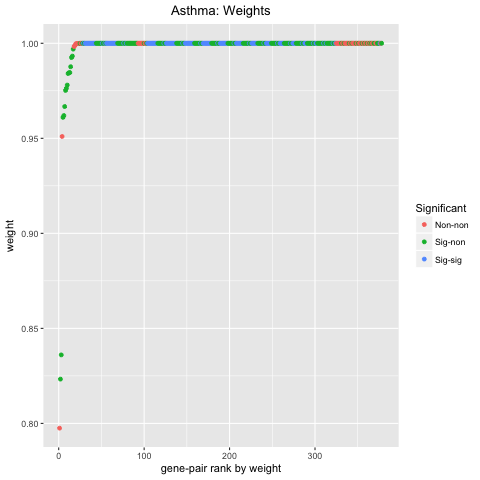 Asthma: Weights
1.00
0.95
0.90
0.85
0.80
weight
0 100 200 300
gene-pair rank by weight
Significant
Non-non
Sig-non
Sig-sig